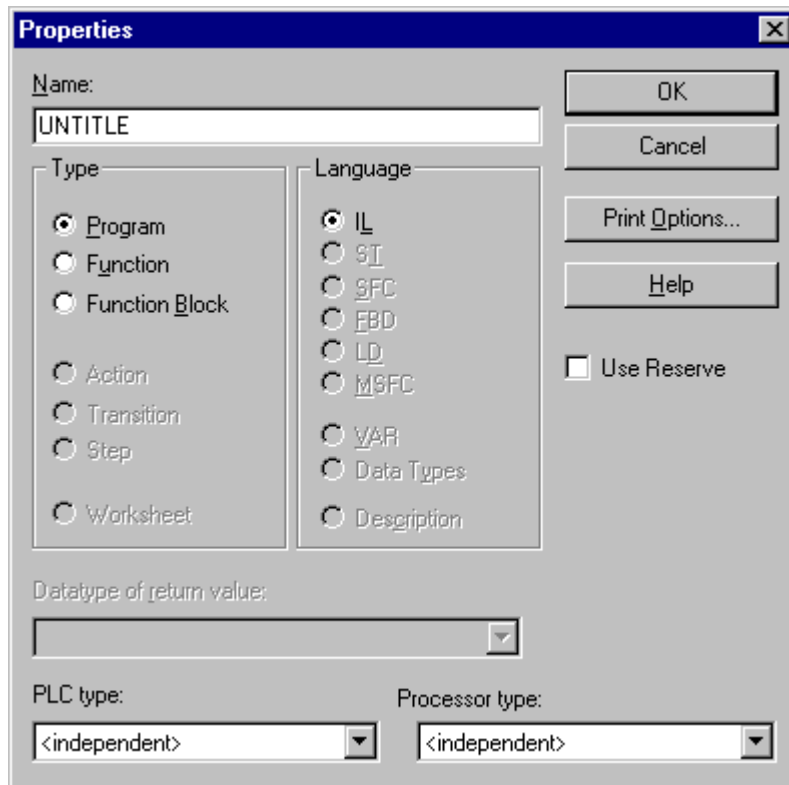 Properties
Name:
UNTITLE
OK
Cancel
Print Options...
Help
Use Reserve
Type
Program
Function
Function Block
Action
Transition
Step
Worksheet
Language
IL
ST
SFC
FBD
LD
MSFC
VAR
Data Types
Description
Datatype of return value:
PLC type:
<independent>
Processor type:
<independent>